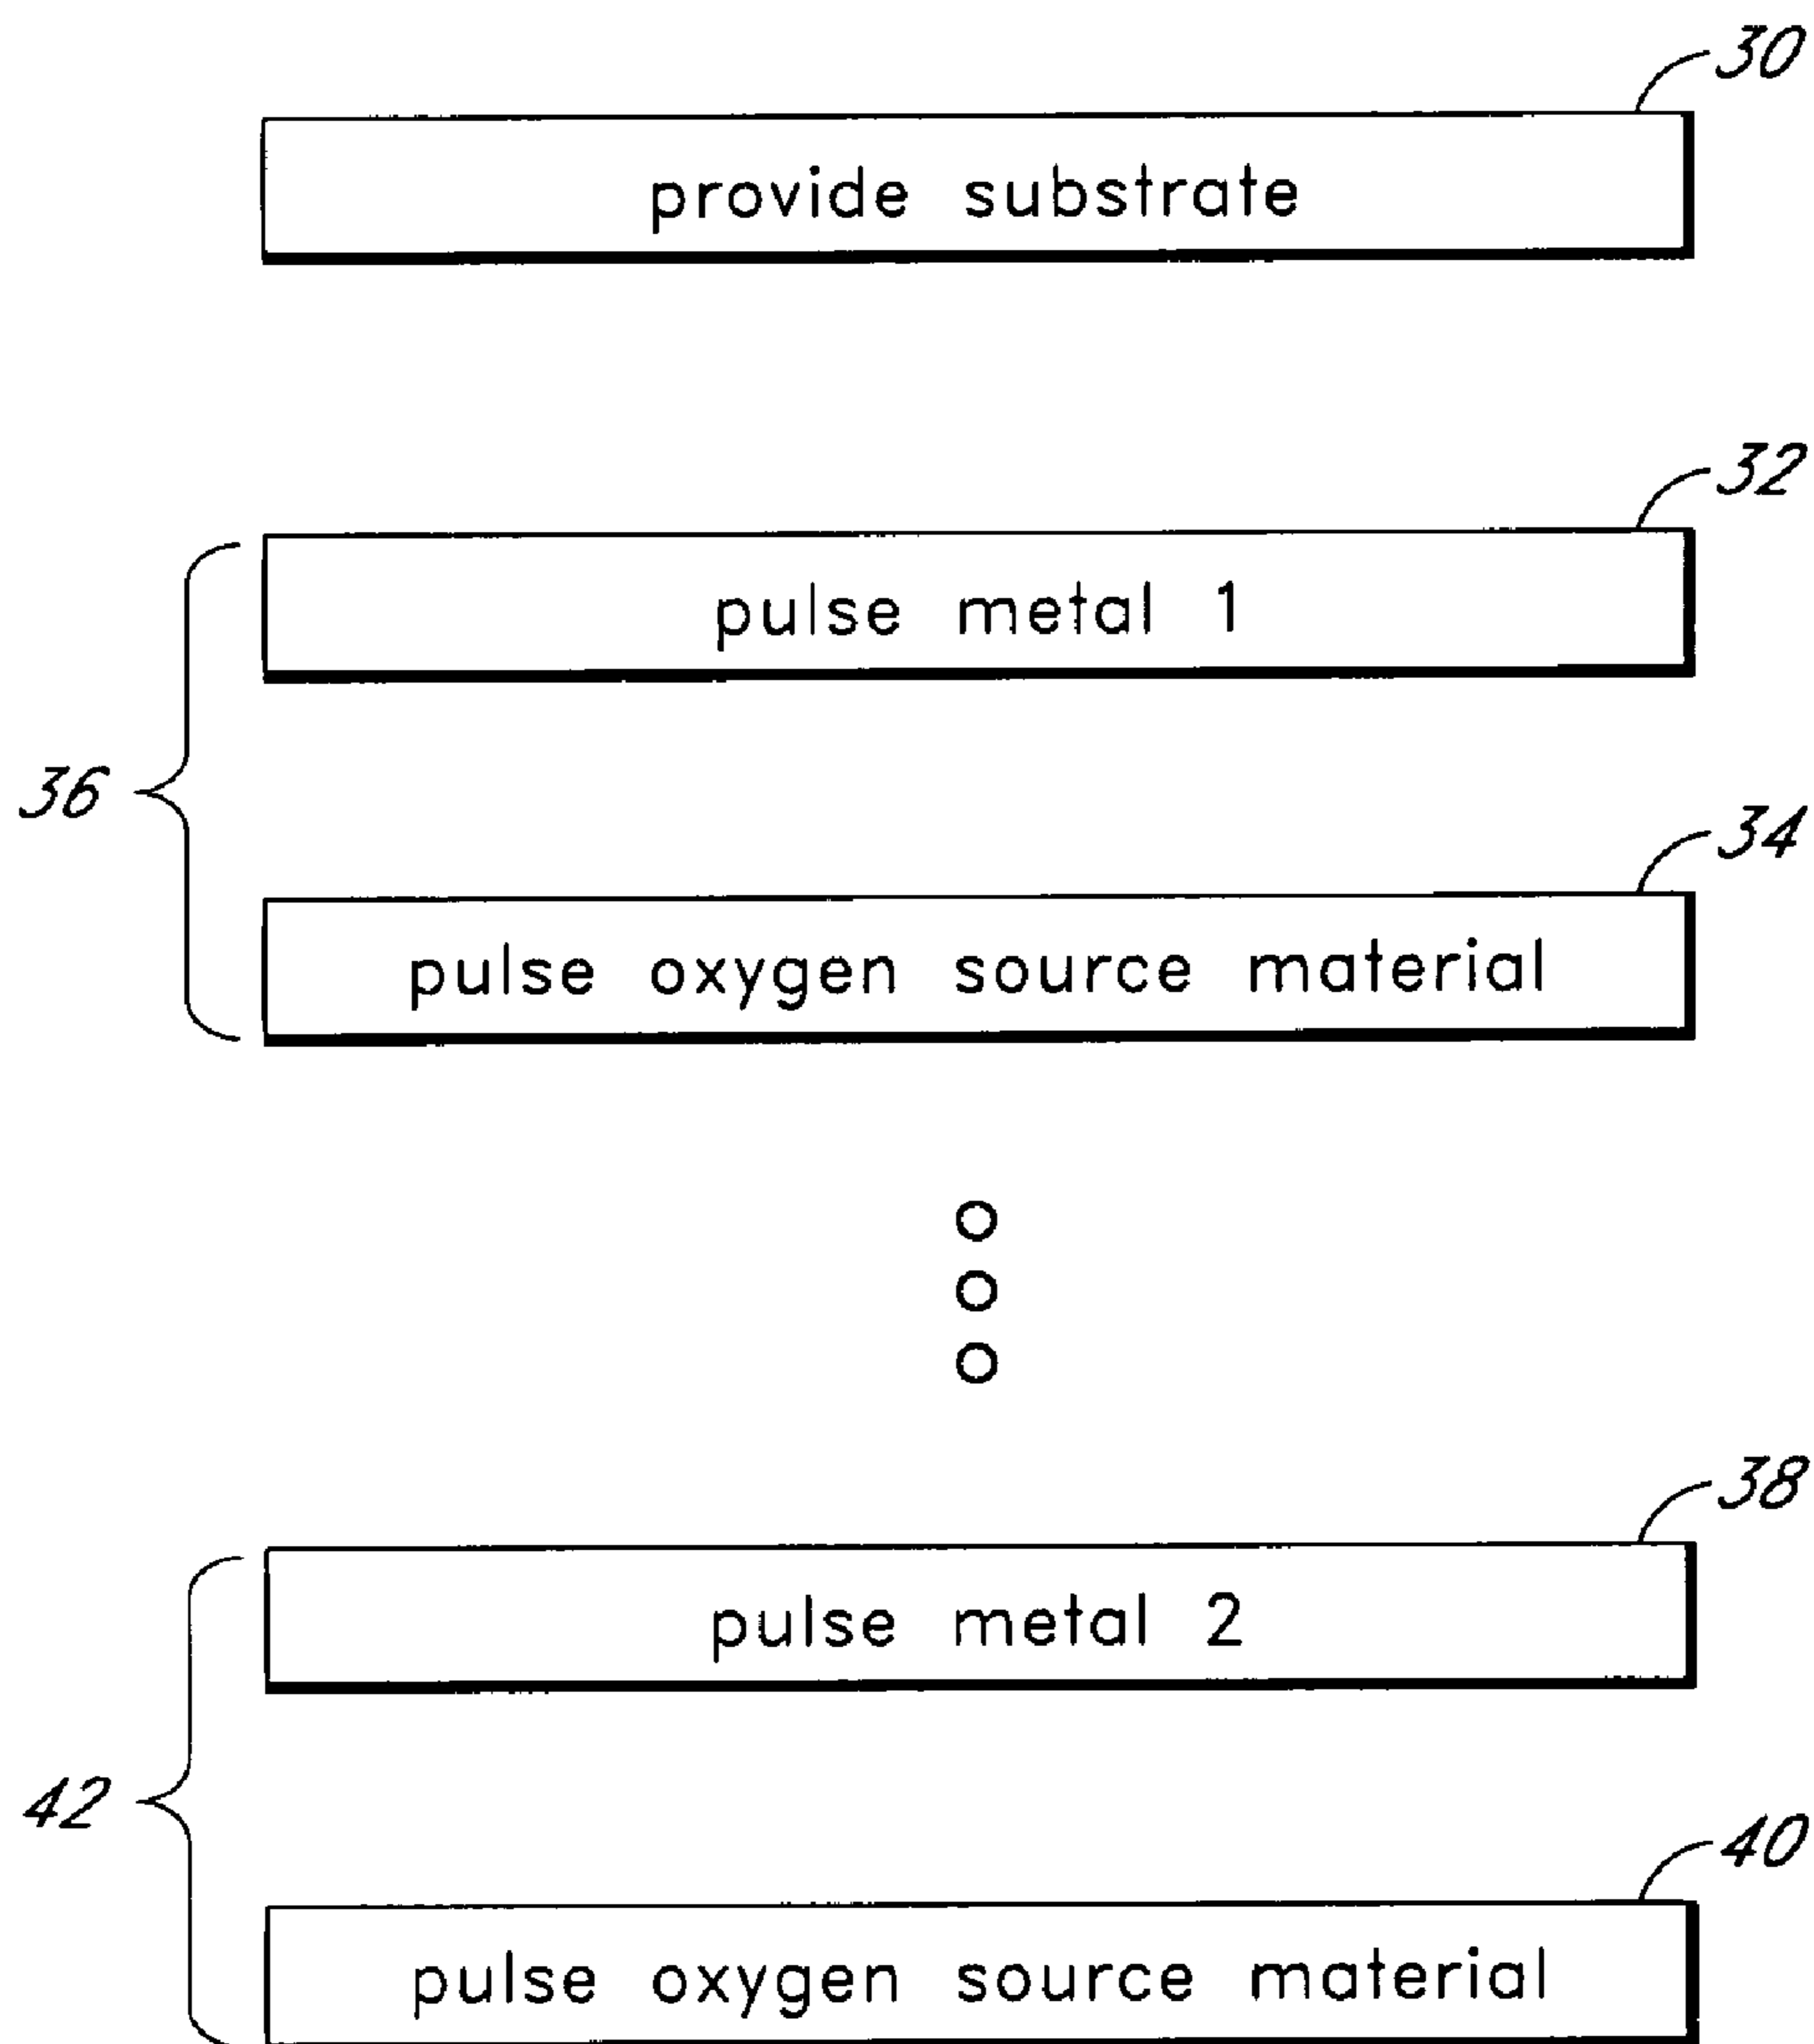 30
provide substrate
32
pulse metal 1
36
34
pulse oxygen source material
38
pulse metal 2
42
40
pulse oxygen source material